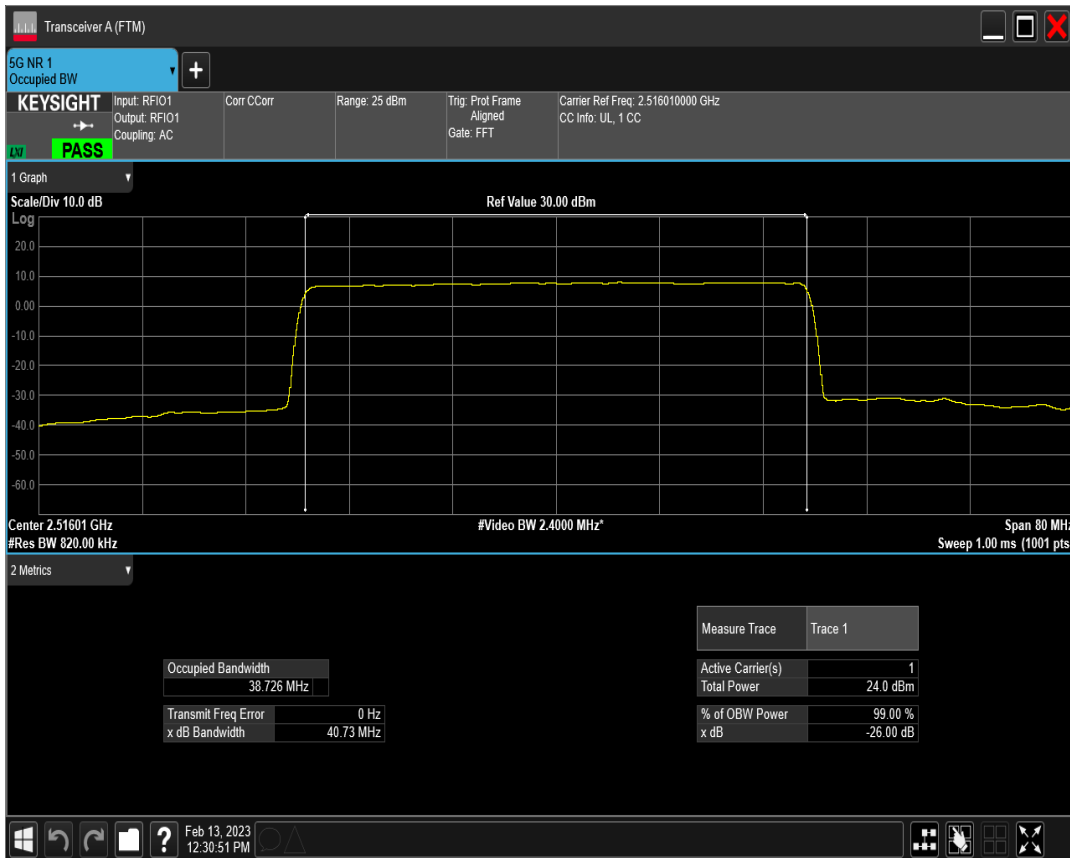 Transceiver A (FTM)
5G NR 1
Occupied BW
+
KEYSIGHT
LXI
PASS
Input: RFIO1
Output: RFIO1
Coupling: AC
Corr CCorr
Range: 25 dBm
Trig: Prot Frame
Aligned
Gate: FFT
Carrier Ref Freq: 2.516010000 GHz
CC Info: UL, 1 CC
1 Graph
Scale/Div 10.0 dB
Ref Value 30.00 dBm
Log
20.0
10.0
0.00
-10.0
-20.0
-30.0
-40.0
-50.0
-60.0
Center 2.51601 GHz
#Video BW 2.4000 MHz*
Span 80 MHz
#Res BW 820.00 kHz
Sweep 1.00 ms (1001 pts
2 Metrics
Measure Trace Trace 1
Occupied Bandwidth
38.726 MHz
Active Carrier(s) 1
Total Power 24.0 dBm
Transmit Freq Error 0 Hz
x dB Bandwidth 40.73 MHz
% of OBW Power 99.00 %
x dB -26.00 dB
?
Feb 13, 2023
12:30:51 PM